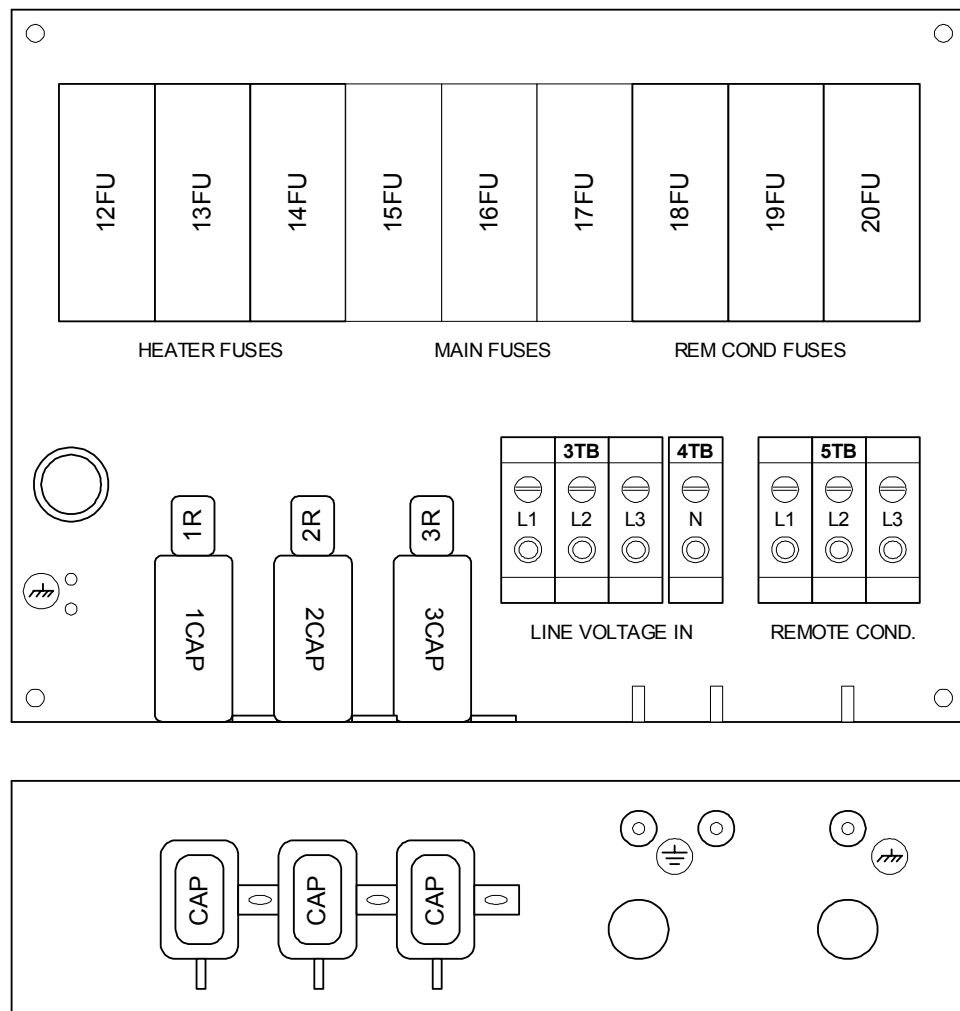 12FU 13FU 14FU 15FU 16FU 17FU 18FU 19FU 20FU
HEATER FUSES MAIN FUSES REM COND FUSES
3TB 4TB 5TB
L1 L2 L3 N L1 L2 L3
1R 2R 3R
1CAP 2CAP 3CAP
LINE VOLTAGE IN REMOTE COND.
CAP CAP CAP